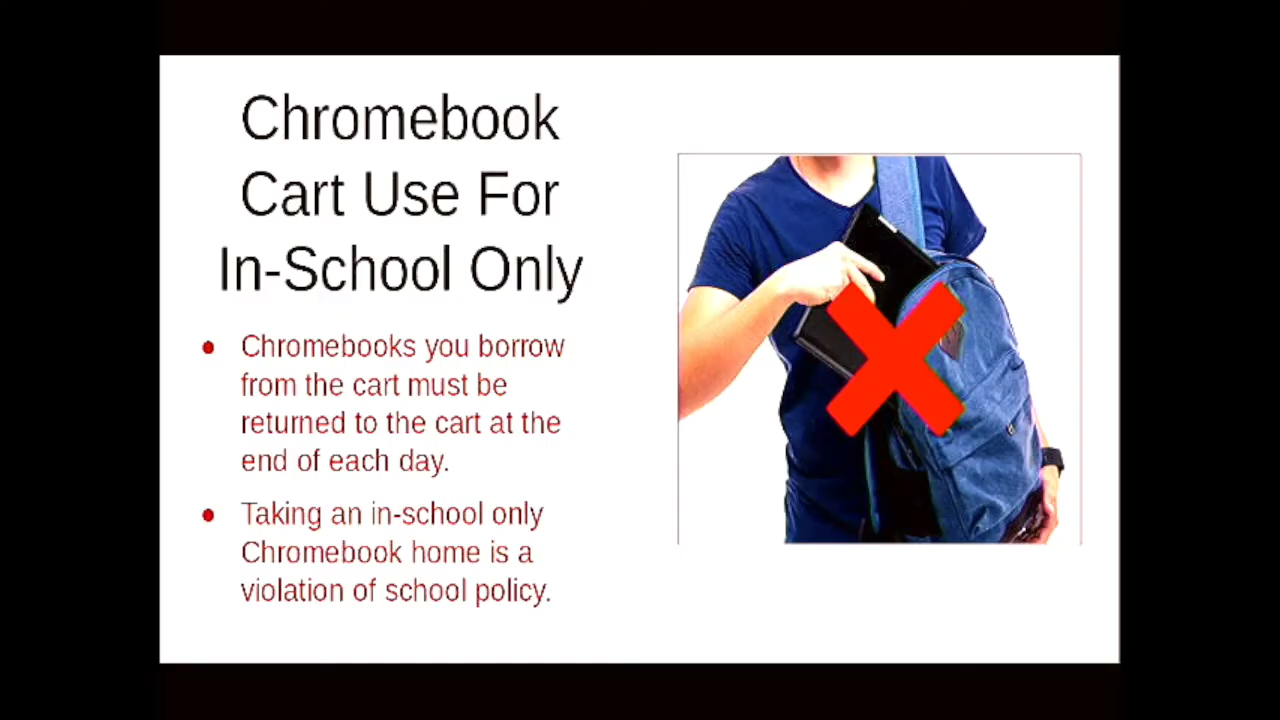 Chromebook
Cart Use For
In-School Only
● Chromebooks you borrow
from the cart must be
returned to the cart at the
end of each day.
● Taking an in-school only
Chromebook home is a
violation of school policy.